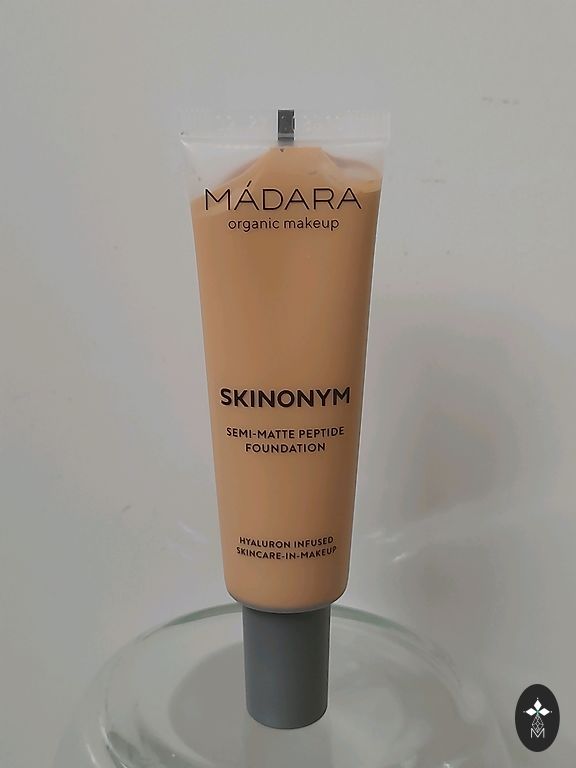 MÁDARA
organic makeup
SKINONYM
SEMI-MATTE PEPTIDE
FOUNDATION
HYALURON INFUSED
SKINCARE-IN-MAKEUP
M